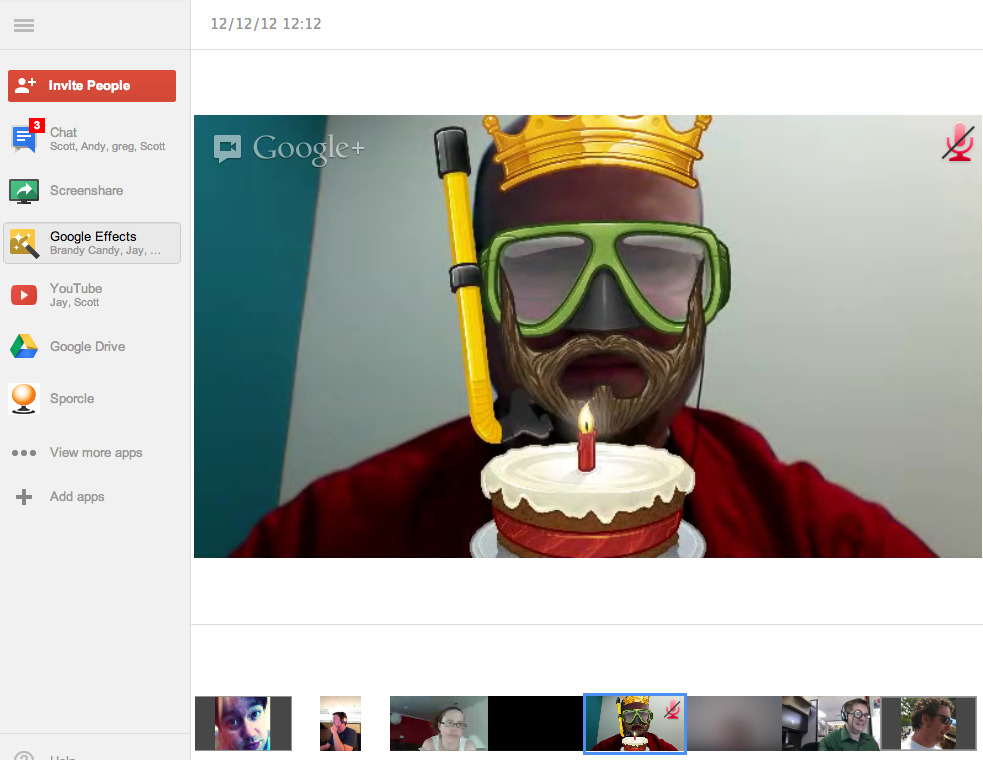 12/12/12 12:12
Invite People
3
Chat
Scott, Andy, greg, Scott
Screenshare
Google Effects
Brandy Candy, Jay, ...
YouTube
Jay, Scott
Google Drive
Sporcle
View more apps
Add apps
Google+